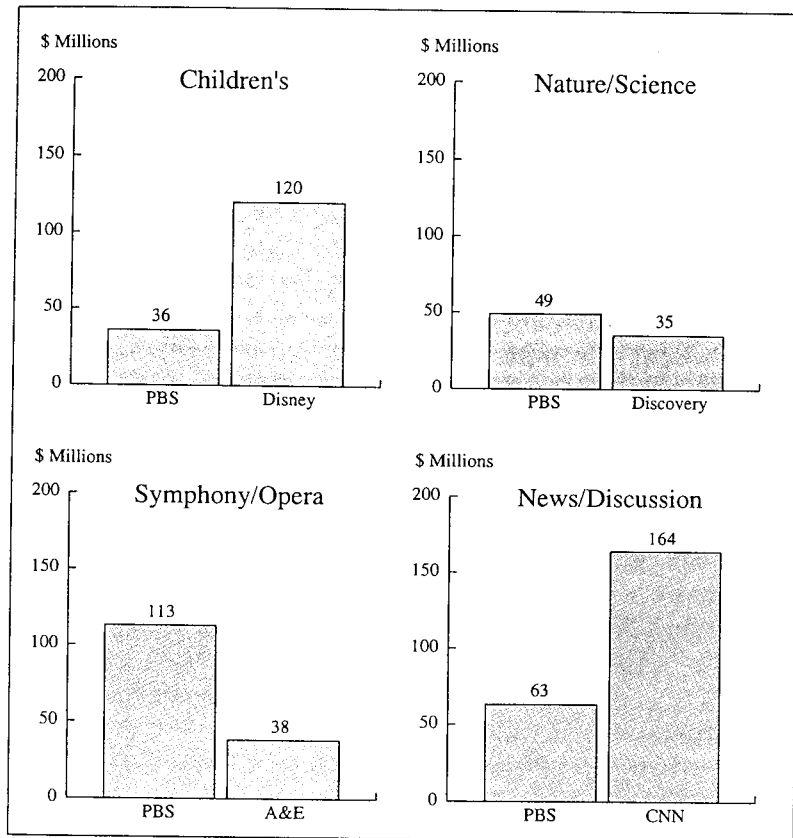 $ Millions
Children's
200
150
100
50
0
36
120
PBS Disney
$ Millions
Nature/Science
200
150
100
50
0
49
35
PBS Discovery
$ Millions
Symphony/Opera
200
150
100
50
0
113
38
PBS A&E
$ Millions
News/Discussion
200
150
100
50
0
63
164
PBS CNN